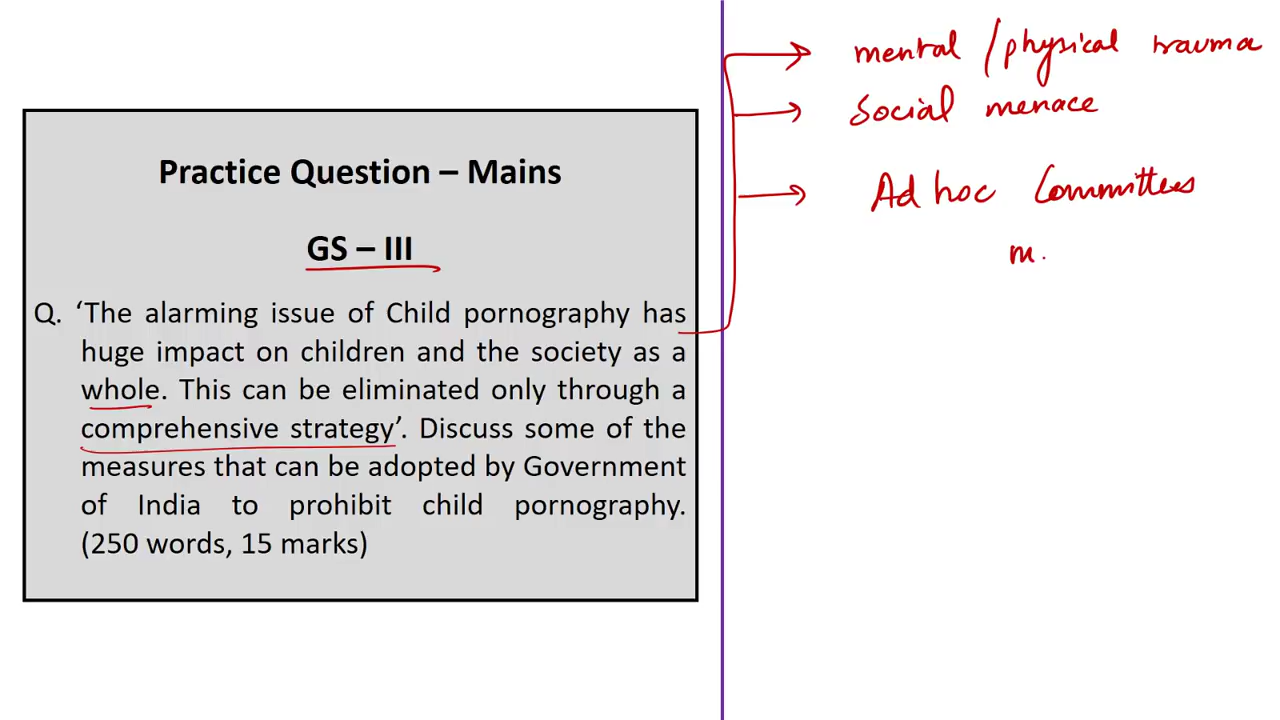 Practice Question – Mains
GS – III
Q. ‘The alarming issue of Child pornography has
huge impact on children and the society as a
whole. This can be eliminated only through a
comprehensive strategy’. Discuss some of the
measures that can be adopted by Government
of India to prohibit child pornography.
(250 words, 15 marks)
mental / physical trauma
Social menace
Ad hoc Committees
m.